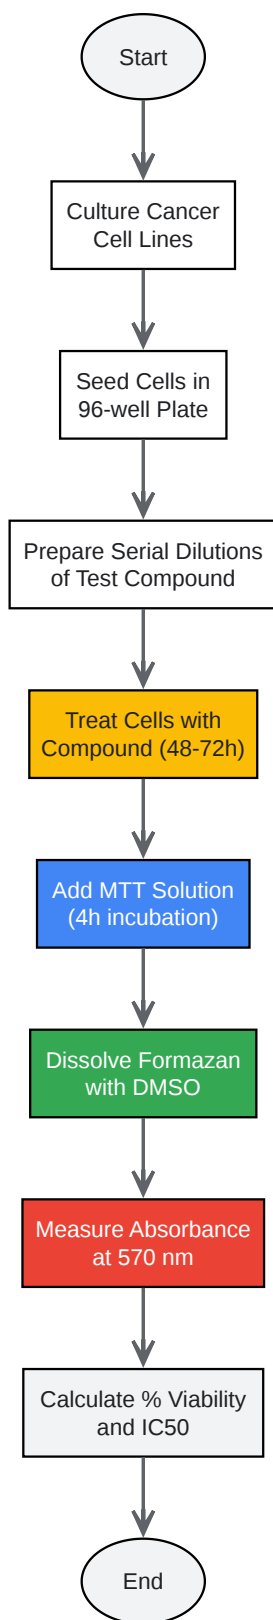 Start
Culture Cancer
Cell Lines
Seed Cells in
96-well Plate
Prepare Serial Dilutions
of Test Compound
Treat Cells with
Compound (48-72h)
Add MTT Solution
(4h incubation)
Dissolve Formazan
with DMSO
Measure Absorbance
at 570 nm
Calculate % Viability
and IC50
End